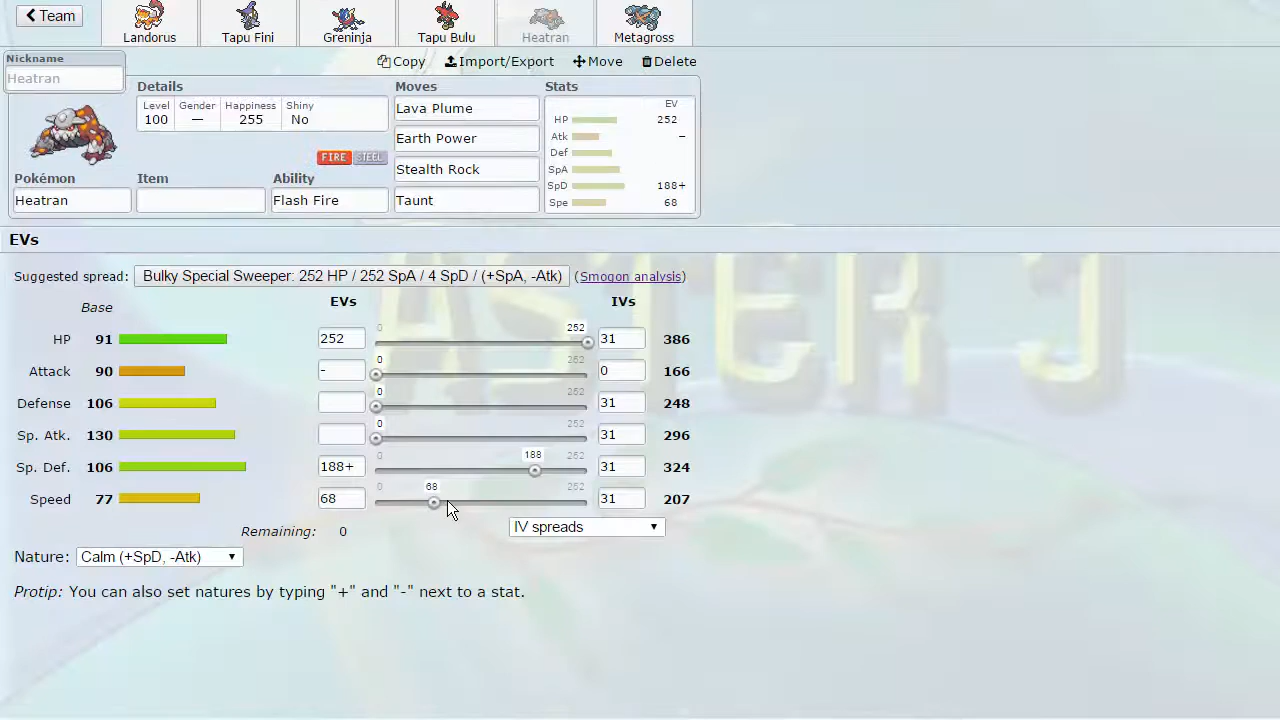 Team
Landorus
Tapu Fini
Greninja
Tapu Bulu
Heatran
Metagross
Copy
Import/Export
Move
Delete
Nickname
Heatran
Details
Level
Gender
Happiness
Shiny
100
—
255
No
FIRE
STEEL
Pokémon
Item
Ability
Heatran
Flash Fire
Moves
Lava Plume
Earth Power
Stealth Rock
Taunt
Stats
EV
HP 252
Atk –
Def
SpA
SpD 188+
Spe 68
EVs
Suggested spread: Bulky Special Sweeper: 252 HP / 252 SpA / 4 SpD / (+SpA, -Atk) (Smogon analysis)
Base EVs IVs
HP 91 252 0 252 31 386
Attack 90 - 0 252 0 166
Defense 106 0 252 31 248
Sp. Atk. 130 0 252 31 296
Sp. Def. 106 188+ 0 188 252 31 324
Speed 77 68 0 68 252 31 207
Remaining: 0
IV spreads
Nature: Calm (+SpD, -Atk)
Protip: You can also set natures by typing "+" and "-" next to a stat.
ASTER J